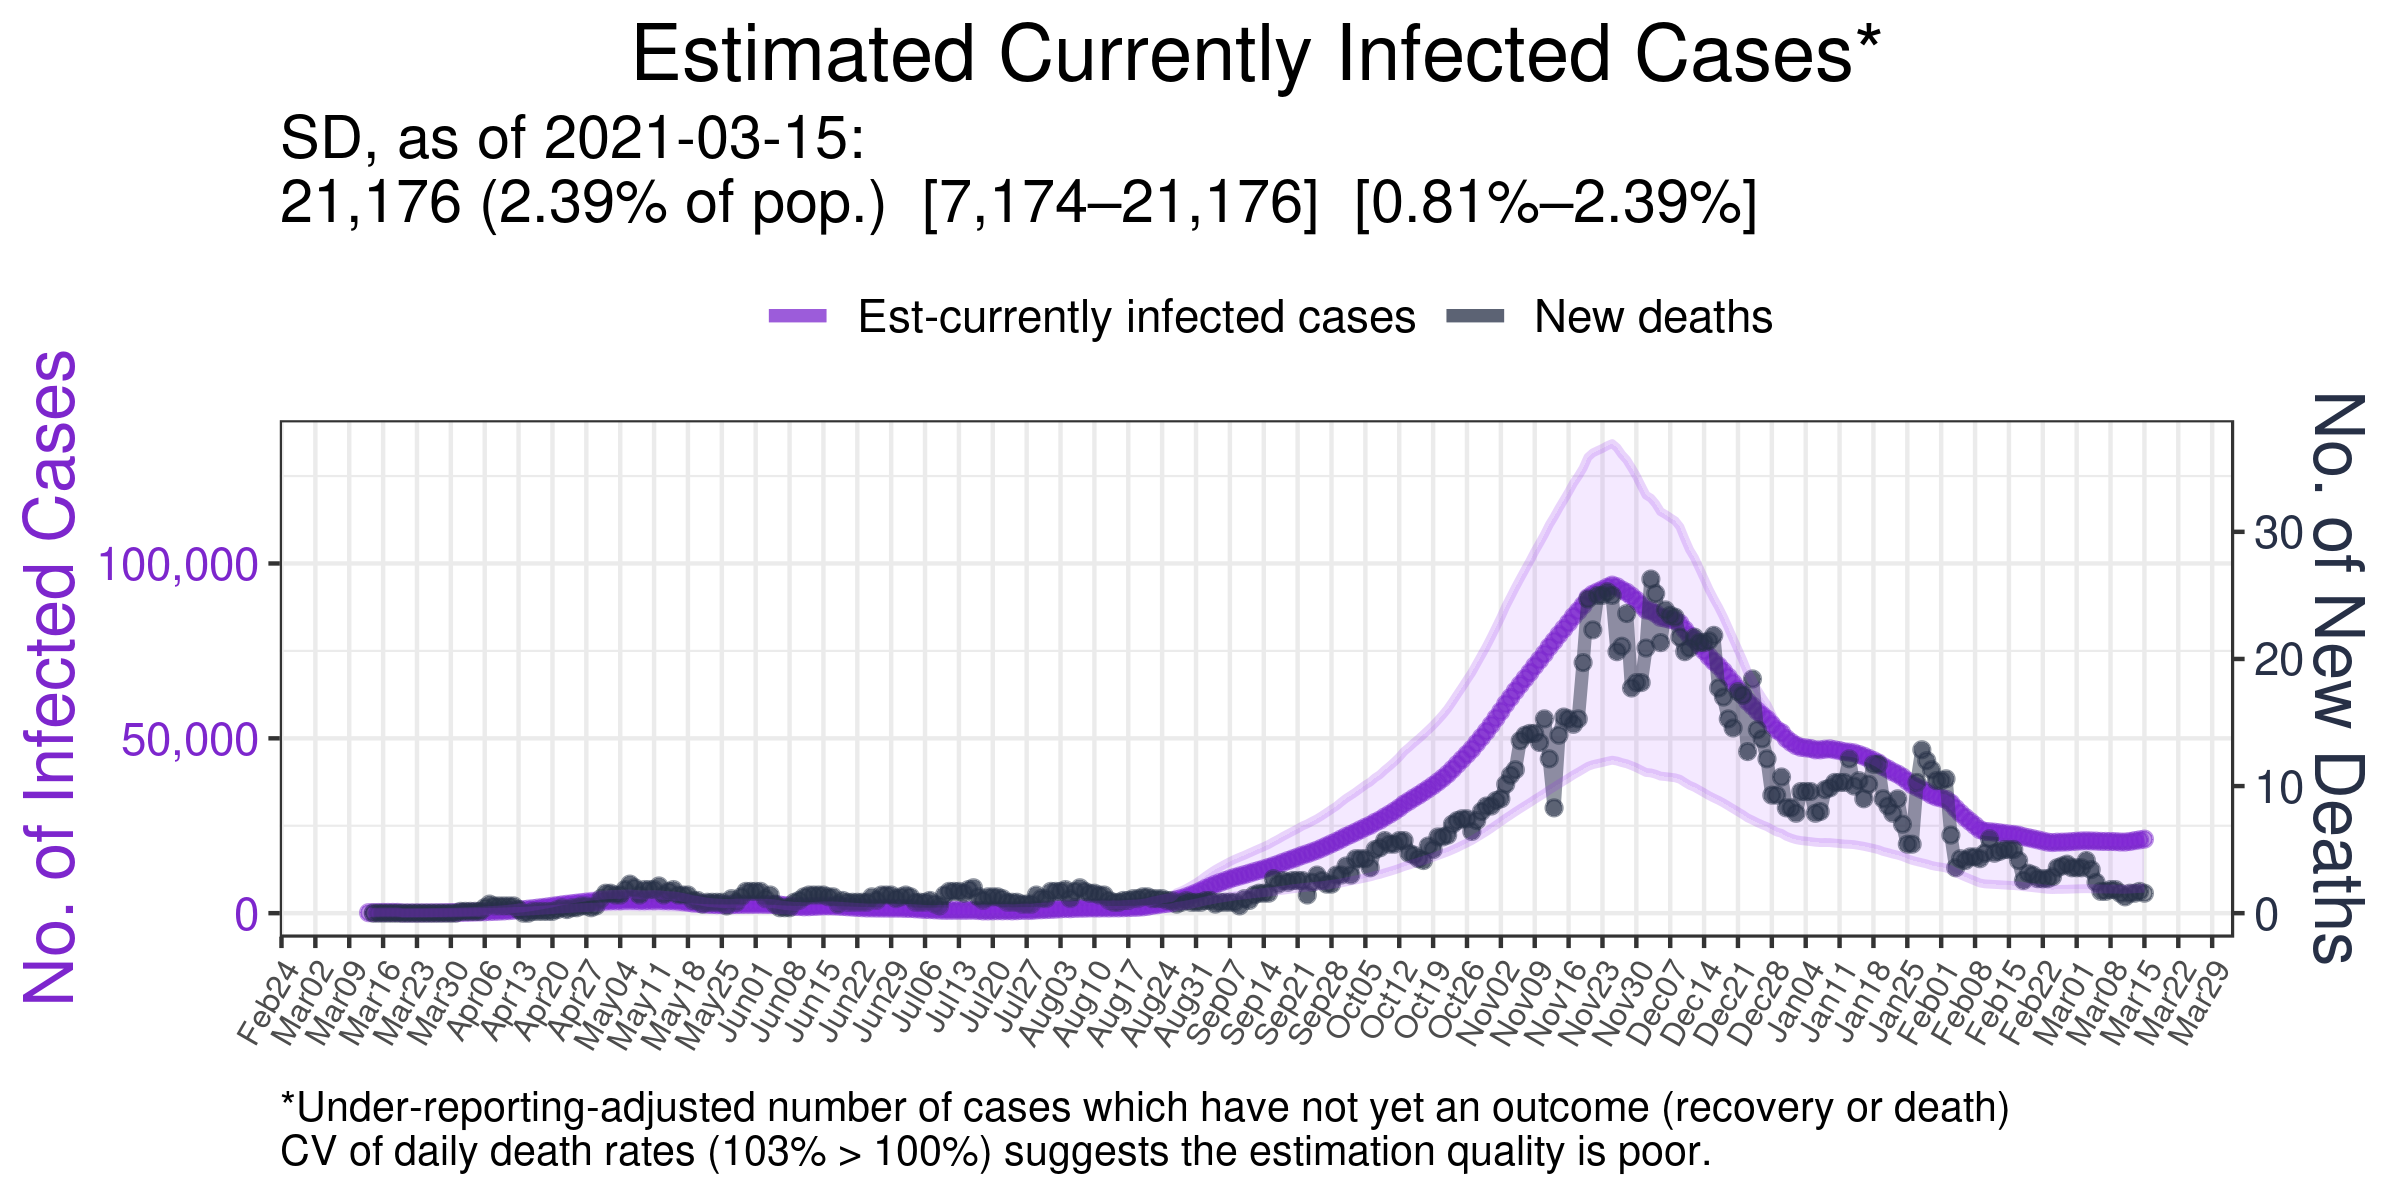 Estimated Currently Infected Cases*
SD, as of 2021-03-15:
21,176 (2.39% of pop.) [7,174–21,176] [0.81%–2.39%]
Est-currently infected cases
New deaths
No. of Infected Cases
100,000
50,000
0
No. of New Deaths
30
20
10
0
Feb24
Mar02
Mar09
Mar16
Mar23
Mar30
Apr06
Apr13
Apr20
Apr27
May04
May11
May18
May25
Jun01
Jun08
Jun15
Jun22
Jun29
Jul06
Jul13
Jul20
Jul27
Aug03
Aug10
Aug17
Aug24
Aug31
Sep07
Sep14
Sep21
Sep28
Oct05
Oct12
Oct19
Oct26
Nov02
Nov09
Nov16
Nov23
Nov30
Dec07
Dec14
Dec21
Dec28
Jan04
Jan11
Jan18
Jan25
Feb01
Feb08
Feb15
Feb22
Mar01
Mar08
Mar15
Mar22
Mar29
*Under-reporting-adjusted number of cases which have not yet an outcome (recovery or death)
CV of daily death rates (103% > 100%) suggests the estimation quality is poor.